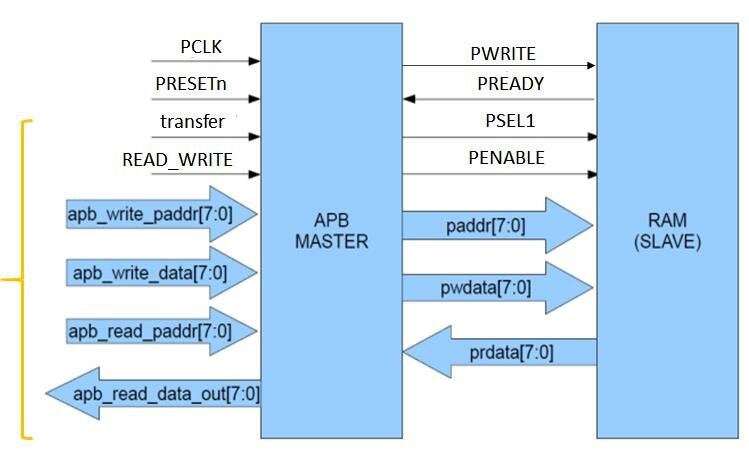 PCLK
PRESETn
transfer
READ_WRITE
apb_write_paddr[7:0]
apb_write_data[7:0]
apb_read_paddr[7:0]
apb_read_data_out[7:0]
APB
MASTER
PWRITE
PREADY
PSEL1
PENABLE
paddr[7:0]
pwdata[7:0]
prdata[7:0]
RAM
(SLAVE)